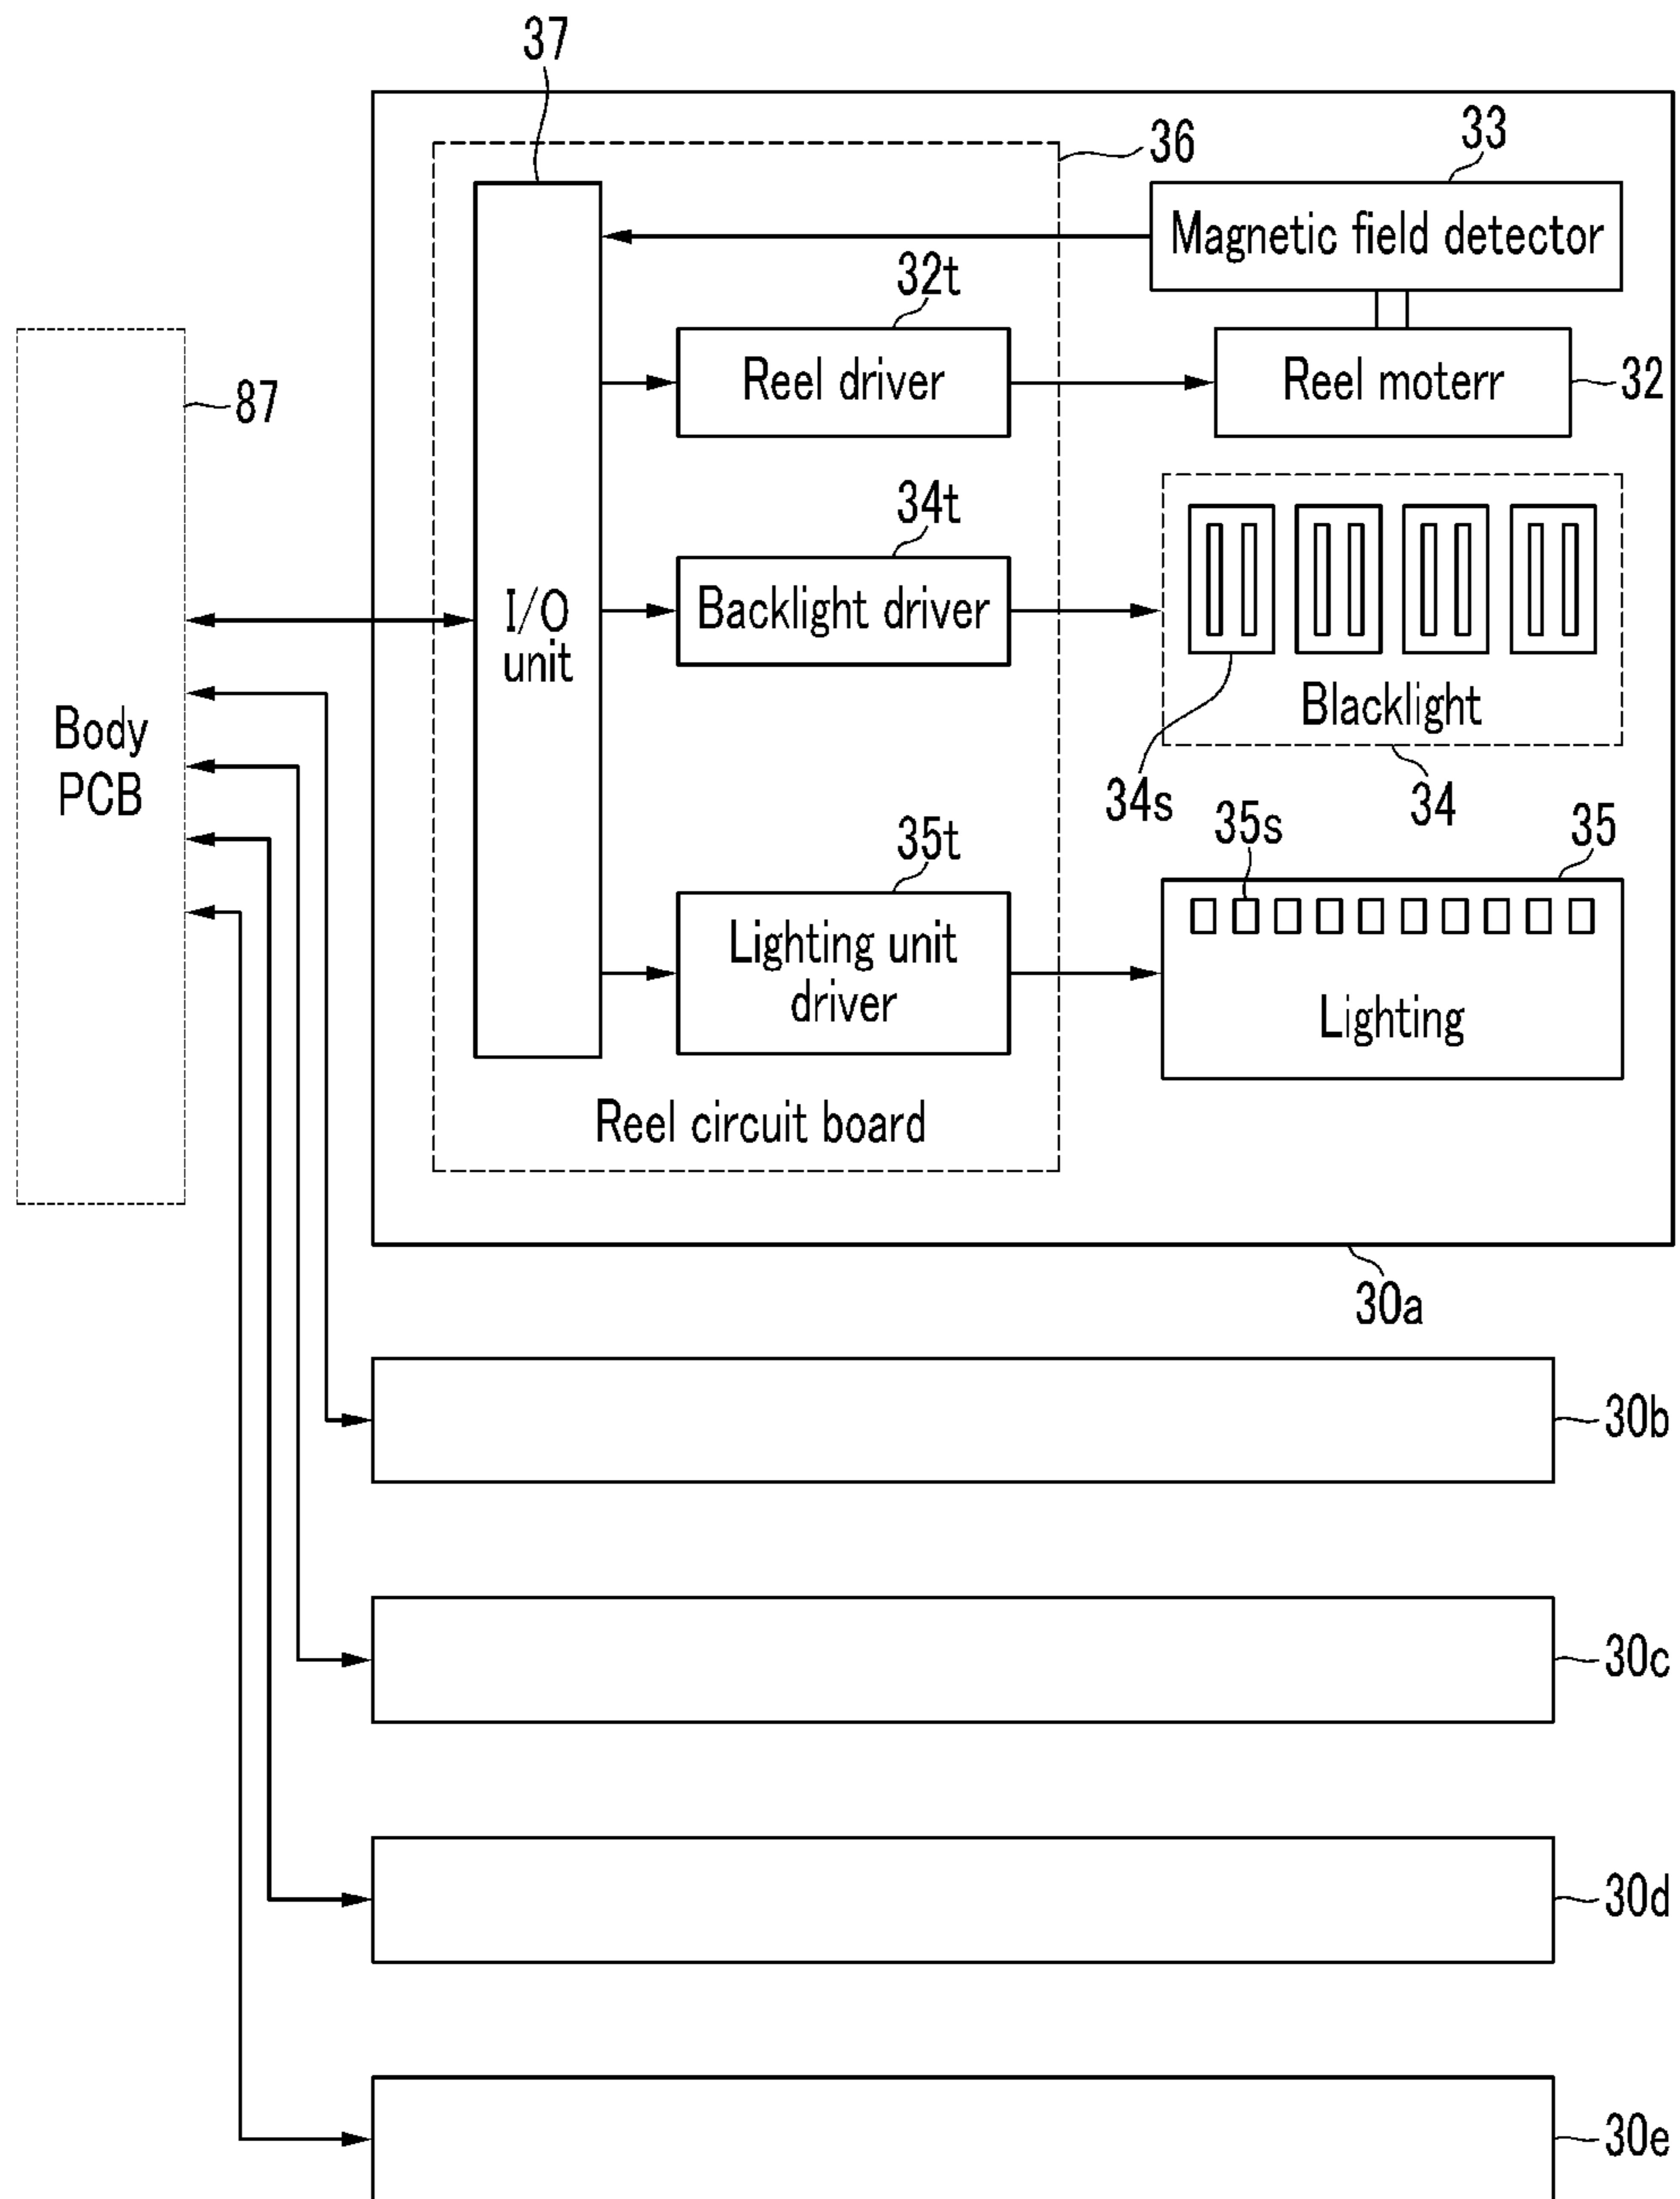 37
36
33
Magnetic field detector
32t
Reel driver
Reel moterr
32
87
34t
Backlight driver
I/O
unit
Blacklight
34s
34
Body
PCB
35t
35s
35
Lighting unit
driver
Lighting
Reel circuit board
30a
30b
30c
30d
30e